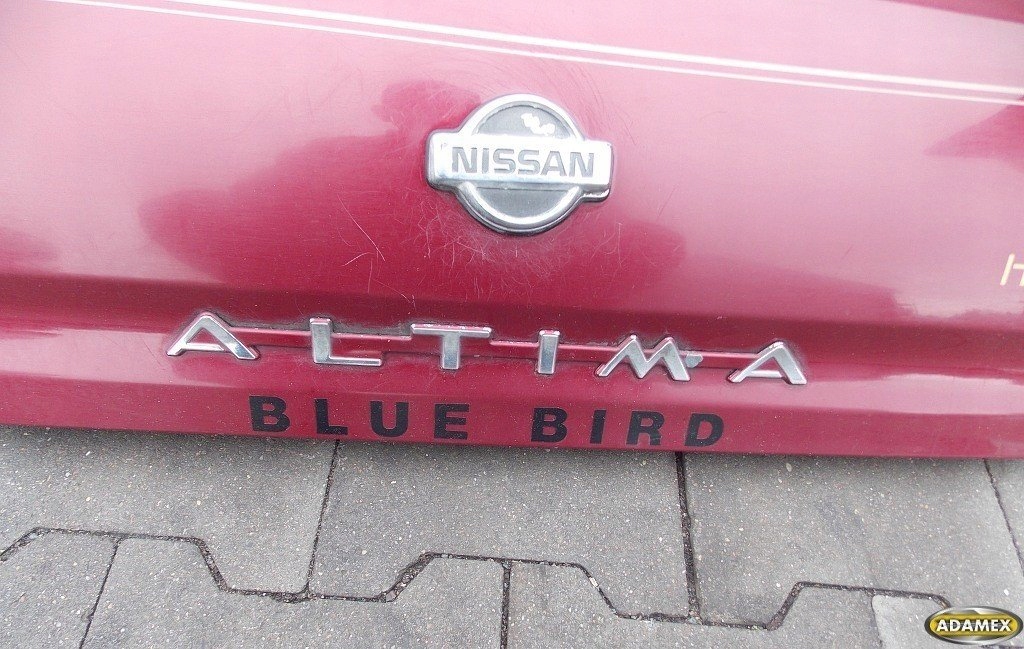 NISSAN
ALTIMA
BLUE BIRD
ADAMEX